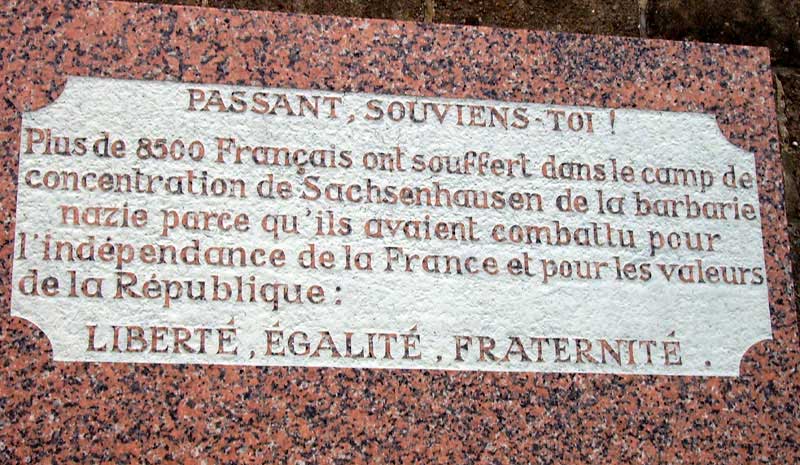 PASSANT, SOUVIENS-TOI !
Plus de 8500 Français ont souffert dans le camp de
concentration de Sachsenhausen de la barbarie
nazie parce qu'ils avaient combattu pour
l'indépendance de la France et pour les valeurs
de la République :
LIBERTÉ, ÉGALITÉ, FRATERNITÉ.